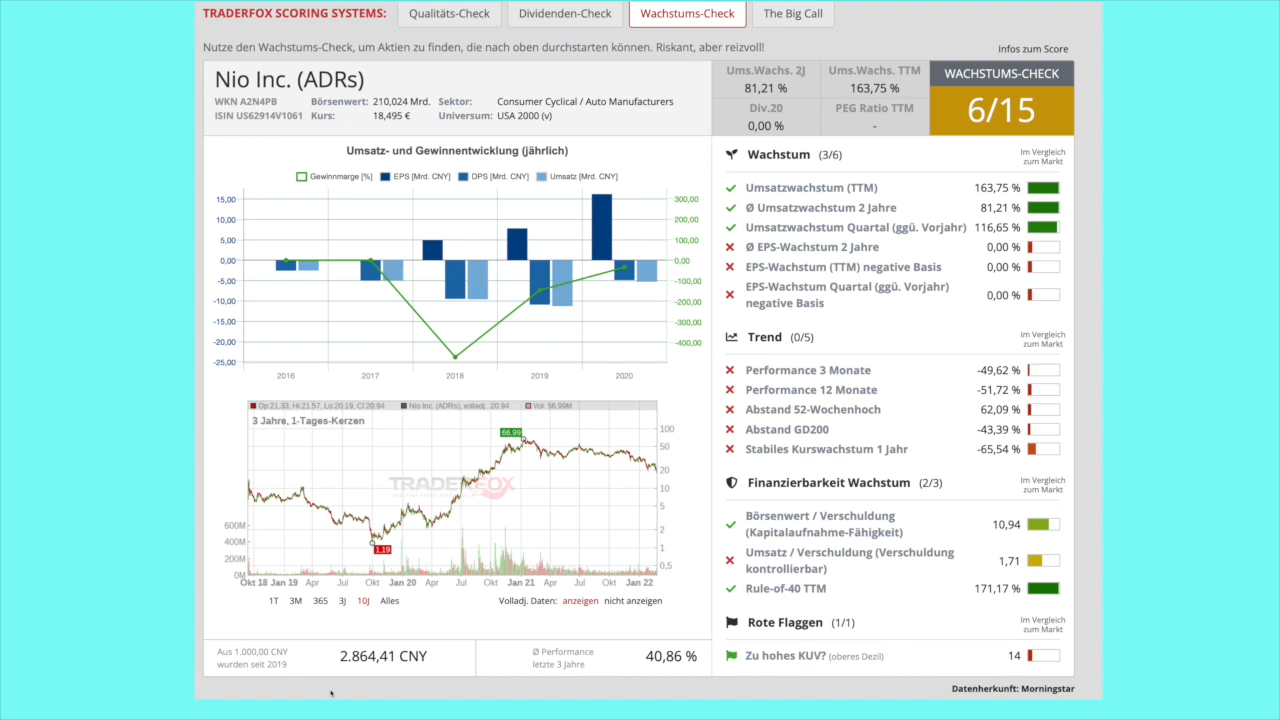 TRADERFOX SCORING SYSTEMS: Qualitäts-Check Dividenden-Check Wachstums-Check The Big Call
Nutze den Wachstums-Check, um Aktien zu finden, die nach oben durchstarten können. Riskant, aber reizvoll!
Infos zum Score
Nio Inc. (ADRs)
WKN A2N4PB Börsenwert: 210,024 Mrd. Sektor: Consumer Cyclical / Auto Manufacturers
ISIN US62914V1061 Kurs: 18,495 € Universum: USA 2000 (v)
Ums.Wachs. 2J Ums.Wachs. TTM
81,21 % 163,75 %
Div.20 PEG Ratio TTM
0,00 % -
WACHSTUMS-CHECK
6/15
Umsatz- und Gewinnentwicklung (jährlich)
Gewinnmarge [%] EPS [Mrd. CNY] DPS [Mrd. CNY] Umsatz [Mrd. CNY]
15,00 300,00
10,00 200,00
5,00 100,00
0,00 0,00
-5,00 -100,00
-10,00 -200,00
-15,00 -300,00
-20,00 -400,00
-25,00
2016 2017 2018 2019 2020
Op:21.33, Hi:21.57, Lo:20.19, Cl:20.94 Nio Inc. (ADRs), volladj.: 20.94 Vol: 56.99M
3 Jahre, 1-Tages-Kerzen
66,99
TRADERFOX
1,19
100
50
20
10
5
2
1
0,5
600M
400M
200M
0M
Okt 18 Jan 19 Apr Jul Okt Jan 20 Apr Jul Okt Jan 21 Apr Jul Okt Jan 22
1T 3M 365 3J 10J Alles Volladj. Daten: anzeigen nicht anzeigen
Aus 1.000,00 CNY
wurden seit 2019
2.864,41 CNY
Ø Performance
letzte 3 Jahre
40,86 %
Wachstum (3/6)
Im Vergleich
zum Markt
Umsatzwachstum (TTM) 163,75 %
Ø Umsatzwachstum 2 Jahre 81,21 %
Umsatzwachstum Quartal (ggü. Vorjahr) 116,65 %
Ø EPS-Wachstum 2 Jahre 0,00 %
EPS-Wachstum (TTM) negative Basis 0,00 %
EPS-Wachstum Quartal (ggü. Vorjahr)
negative Basis 0,00 %
Trend (0/5)
Im Vergleich
zum Markt
Performance 3 Monate -49,62 %
Performance 12 Monate -51,72 %
Abstand 52-Wochenhoch 62,09 %
Abstand GD200 -43,39 %
Stabiles Kurswachstum 1 Jahr -65,54 %
Finanzierbarkeit Wachstum (2/3)
Im Vergleich
zum Markt
Börsenwert / Verschuldung
(Kapitalaufnahme-Fähigkeit) 10,94
Umsatz / Verschuldung (Verschuldung
kontrollierbar) 1,71
Rule-of-40 TTM 171,17 %
Rote Flaggen (1/1)
Im Vergleich
zum Markt
Zu hohes KUV? (oberes Dezil) 14
Datenherkunft: Morningstar